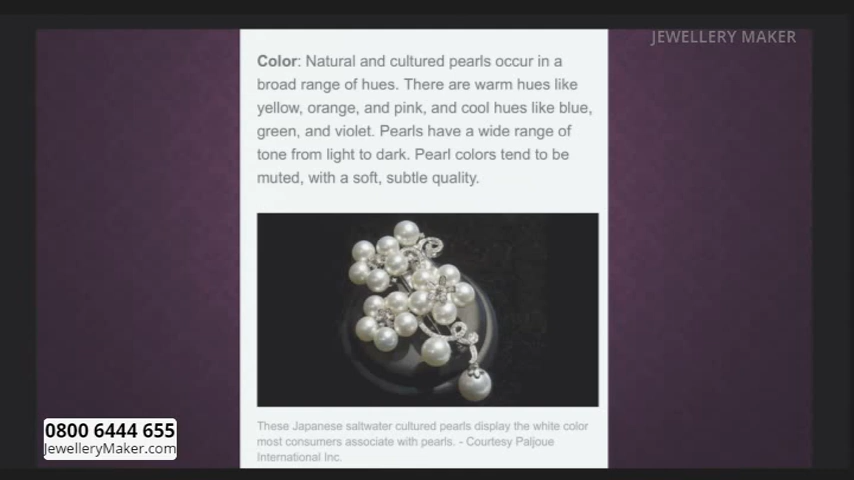 JEWELLERY MAKER
Color: Natural and cultured pearls occur in a
broad range of hues. There are warm hues like
yellow, orange, and pink, and cool hues like blue,
green, and violet. Pearls have a wide range of
tone from light to dark. Pearl colors tend to be
muted, with a soft, subtle quality.
These Japanese saltwater cultured pearls display the white color
most consumers associate with pearls. - Courtesy Paljoue
International Inc.
0800 6444 655
JewelleryMaker.com